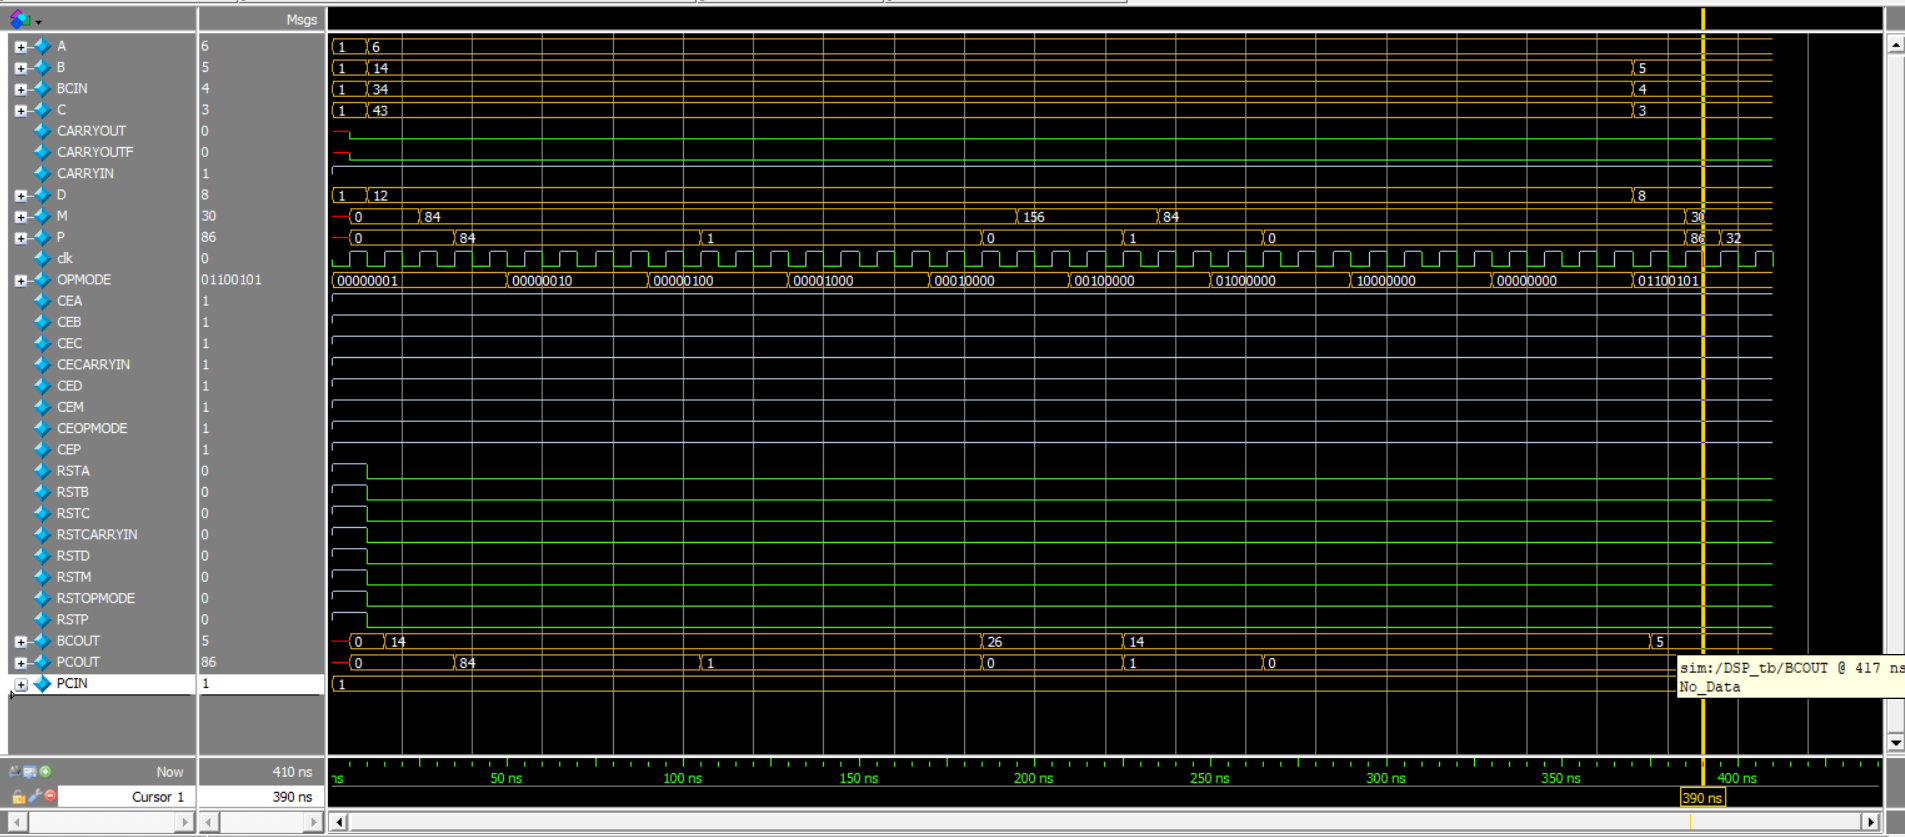 Msgs
A 6 1 6
B 5 1 14 5
BCIN 4 1 34 4
C 3 1 43 3
CARRYOUT 0
CARRYOUTF 0
CARRYIN 1
D 8 1 12 8
M 30 0 84 156 84 30
P 86 0 84 1 0 1 0 86 32
clk 0
OPMODE 01100101 00000001 00000010 00000100 00001000 00010000 00100000 01000000 10000000 00000000 01100101
CEA 1
CEB 1
CEC 1
CECARRYIN 1
CED 1
CEM 1
CEOPMODE 1
CEP 1
RSTA 0
RSTB 0
RSTC 0
RSTCARRYIN 0
RSTD 0
RSTM 0
RSTOPMODE 0
RSTP 0
BCOUT 5 0 14 26 14 5
PCOUT 86 0 84 1 0 1 0
PCIN 1 1
sim:/DSP_tb/BCOUT @ 417 ns
No_Data
Now 410 ns ns 50 ns 100 ns 150 ns 200 ns 250 ns 300 ns 350 ns 400 ns
Cursor 1 390 ns 390 ns